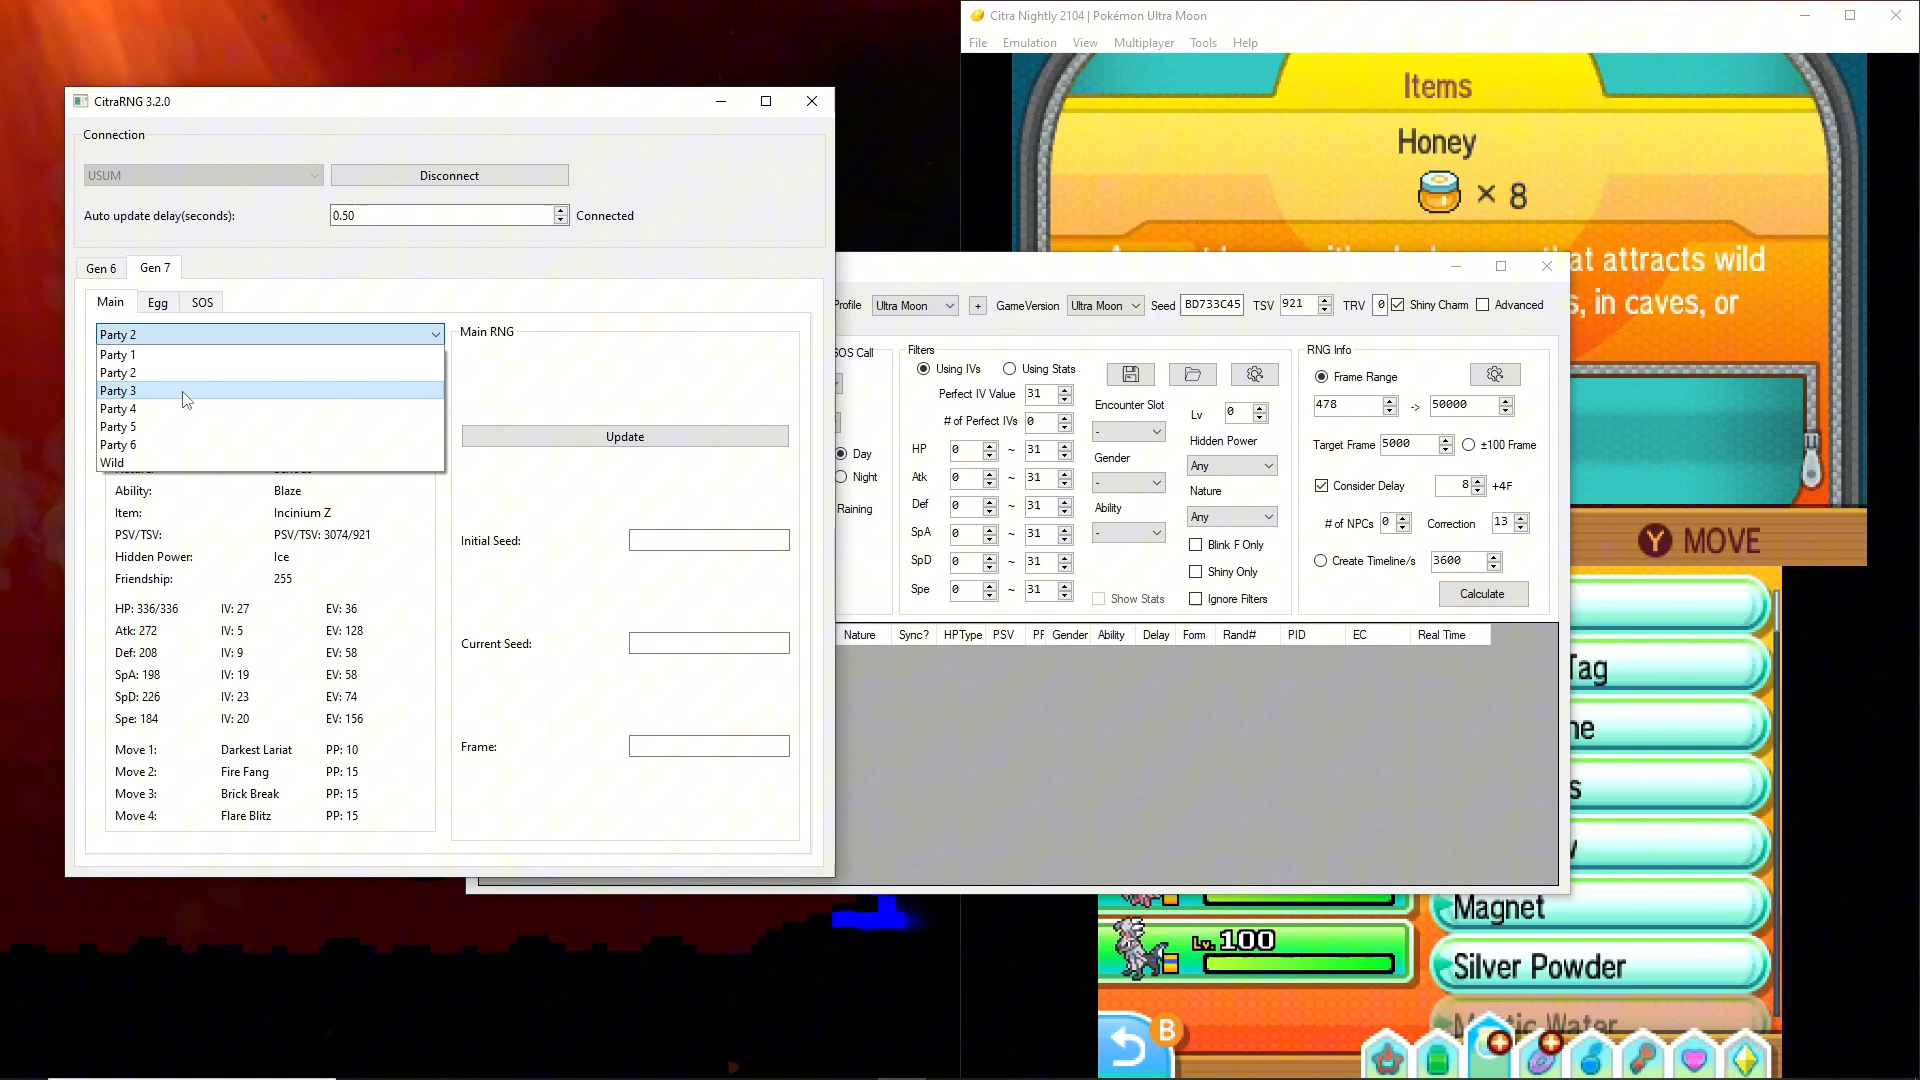 Citra Nightly 2104 | Pokémon Ultra Moon
File Emulation View Multiplayer Tools Help
Items
Honey
× 8
at attracts wild
s, in caves, or
MOVE
Y
CitraRNG 3.2.0
Connection
USUM
Disconnect
Auto update delay(seconds):
0.50
Connected
Gen 6
Gen 7
Main
Egg
SOS
Party 2
Party 1
Party 2
Party 3
Party 4
Party 5
Party 6
Wild
Ability: Blaze
Item: Incinium Z
PSV/TSV: PSV/TSV: 3074/921
Hidden Power: Ice
Friendship: 255
HP: 336/336 IV: 27 EV: 36
Atk: 272 IV: 5 EV: 128
Def: 208 IV: 9 EV: 58
SpA: 198 IV: 19 EV: 58
SpD: 226 IV: 23 EV: 74
Spe: 184 IV: 20 EV: 156
Move 1: Darkest Lariat PP: 10
Move 2: Fire Fang PP: 15
Move 3: Brick Break PP: 15
Move 4: Flare Blitz PP: 15
Main RNG
Update
Initial Seed:
Current Seed:
Frame:
Profile Ultra Moon + GameVersion Ultra Moon Seed BD733C45 TSV 921 TRV 0 Shiny Charm Advanced
SOS Call
Day
Night
Raining
Filters
Using IVs Using Stats
Perfect IV Value 31
# of Perfect IVs 0
HP 0 ~ 31
Atk 0 ~ 31
Def 0 ~ 31
SpA 0 ~ 31
SpD 0 ~ 31
Spe 0 ~ 31
Encounter Slot
-
Gender
-
Ability
-
Show Stats
Lv 0
Hidden Power
Any
Nature
Any
Blink F Only
Shiny Only
Ignore Filters
RNG Info
Frame Range
478 -> 50000
Target Frame 5000 ±100 Frame
Consider Delay 8 +4F
# of NPCs 0 Correction 13
Create Timeline/s 3600
Calculate
Nature Sync? HPType PSV PF Gender Ability Delay Form Rand# PID EC Real Time
Tag
ne
s
Magnet
Silver Powder
Lv. 100
B